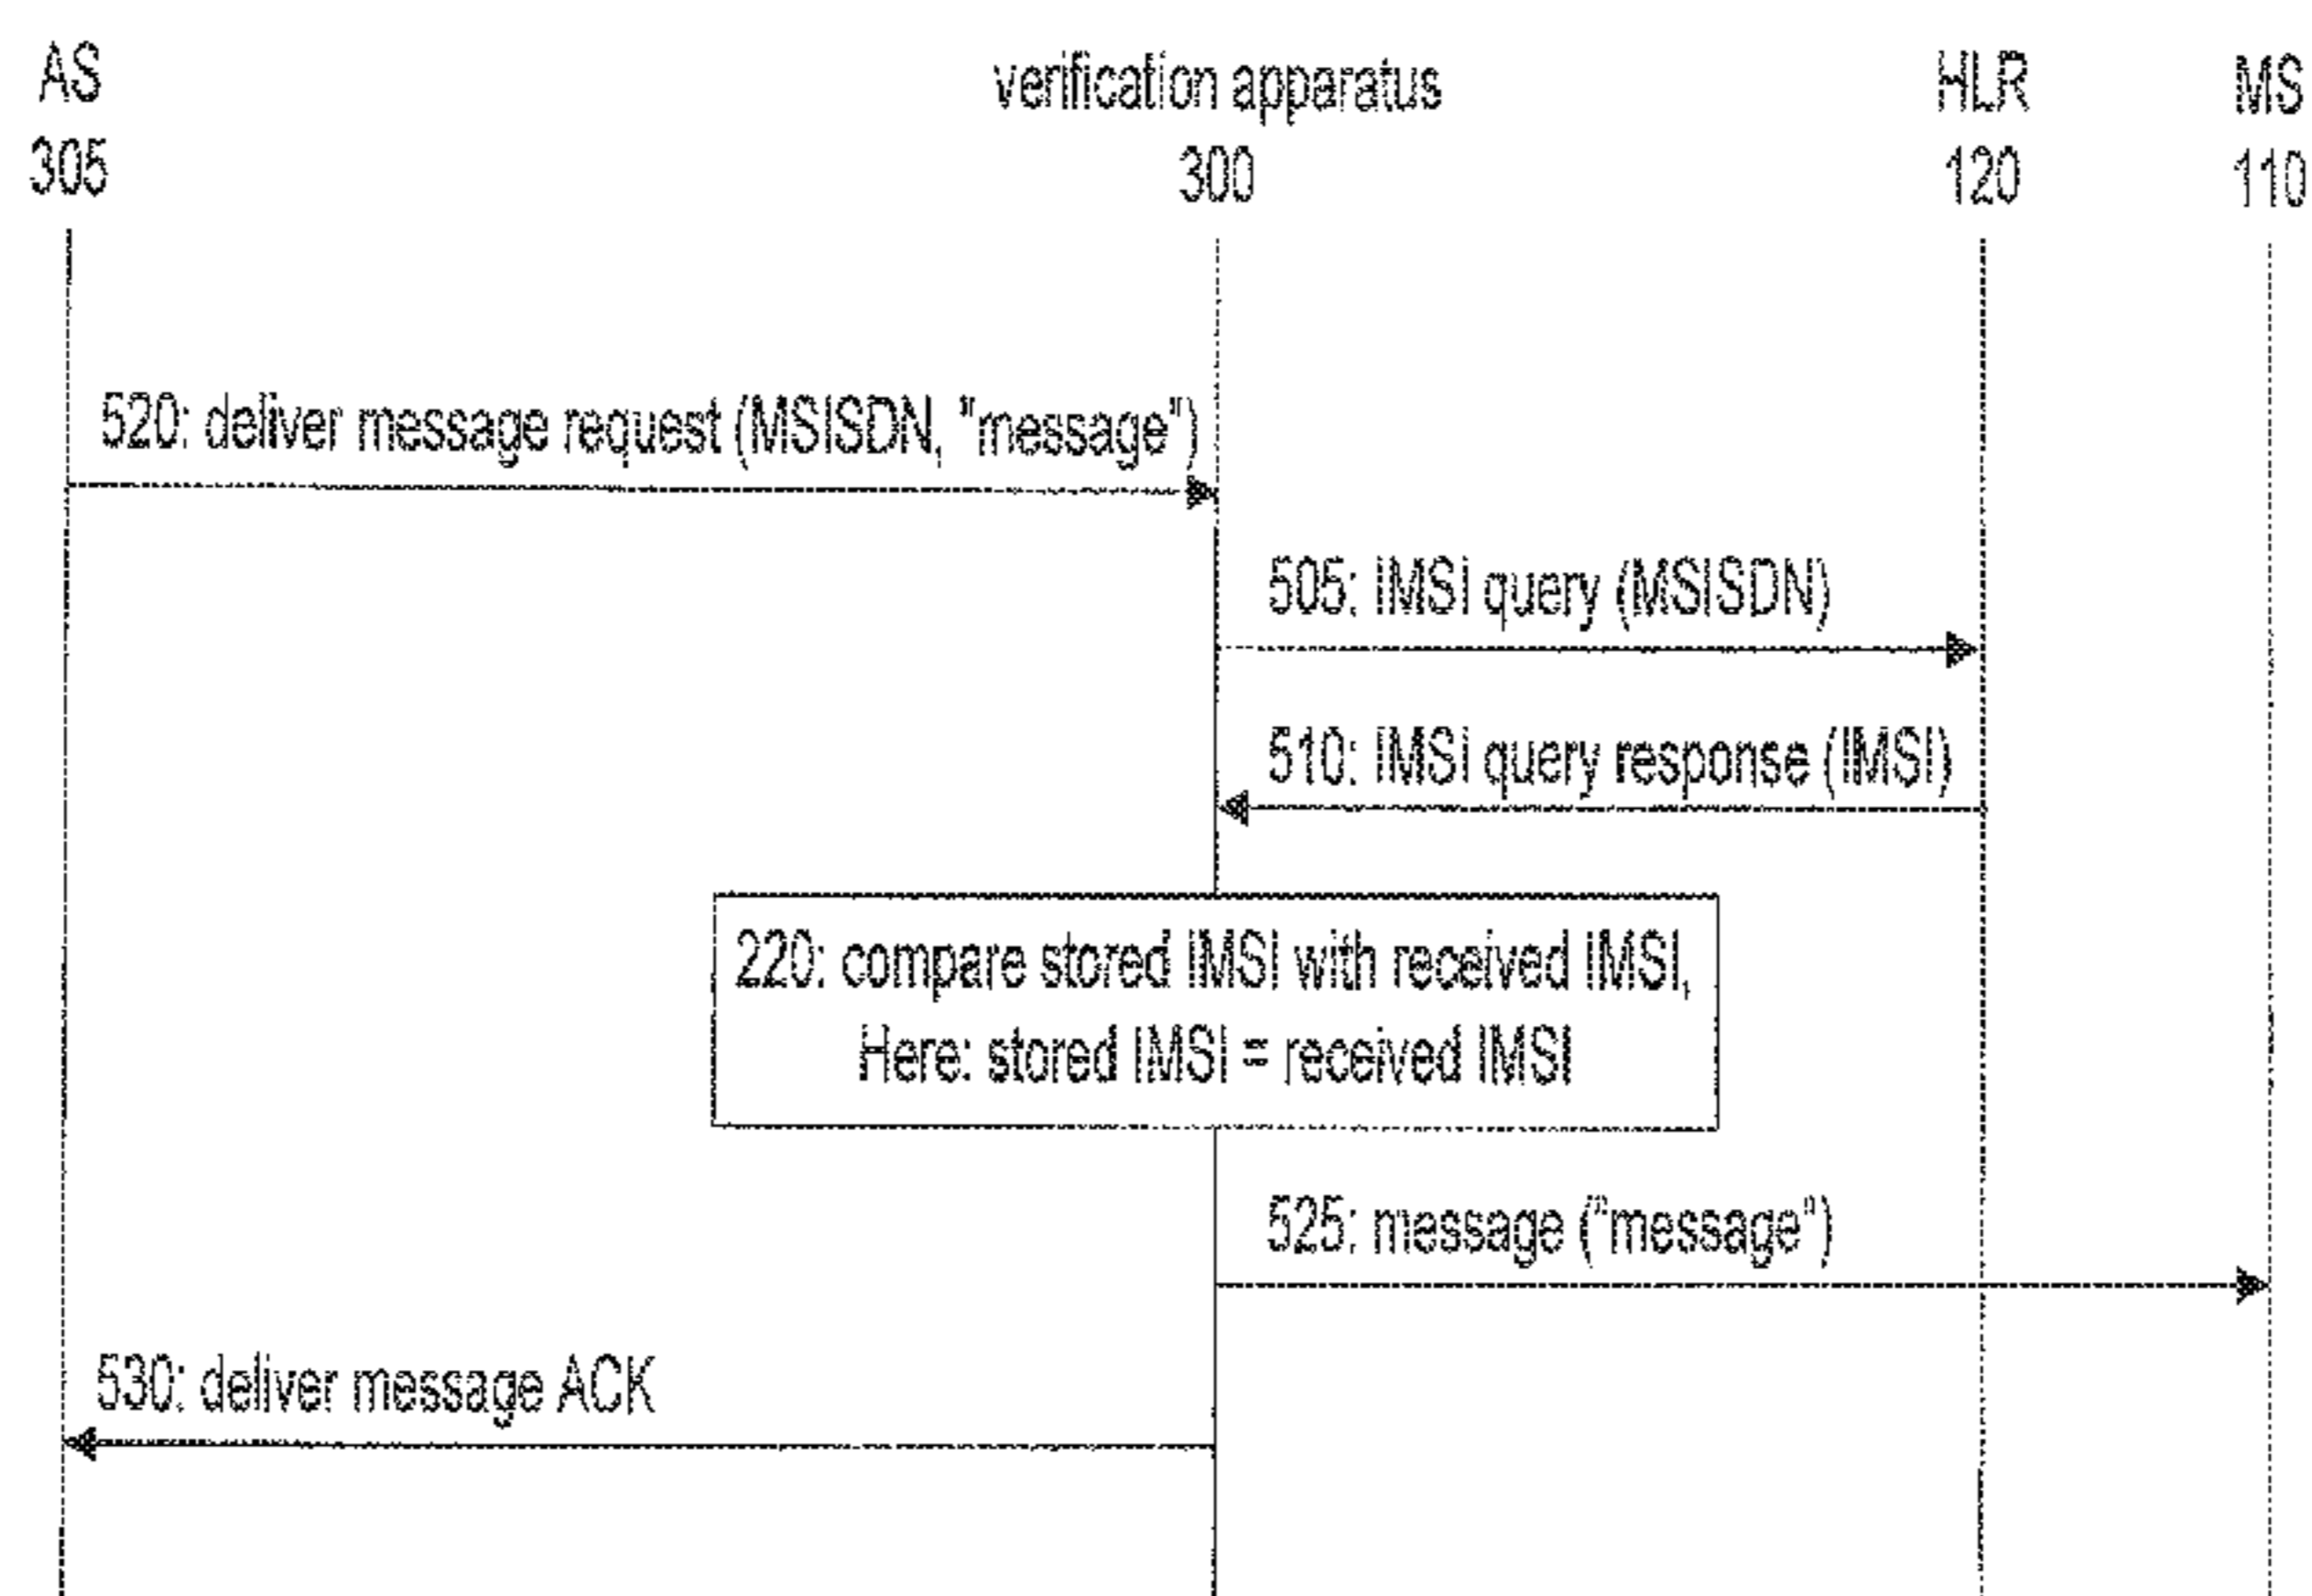 AS
verification apparatus
HLR
MS
305
300
120
110
520: deliver message request (MSISDN, "message")
505: IMSI query (MSISDN)
510: IMSI query response (IMSI)
220: compare stored IMSI with received IMSI,
Here: stored IMSI = received IMSI
525: message ("message")
530: deliver message ACK